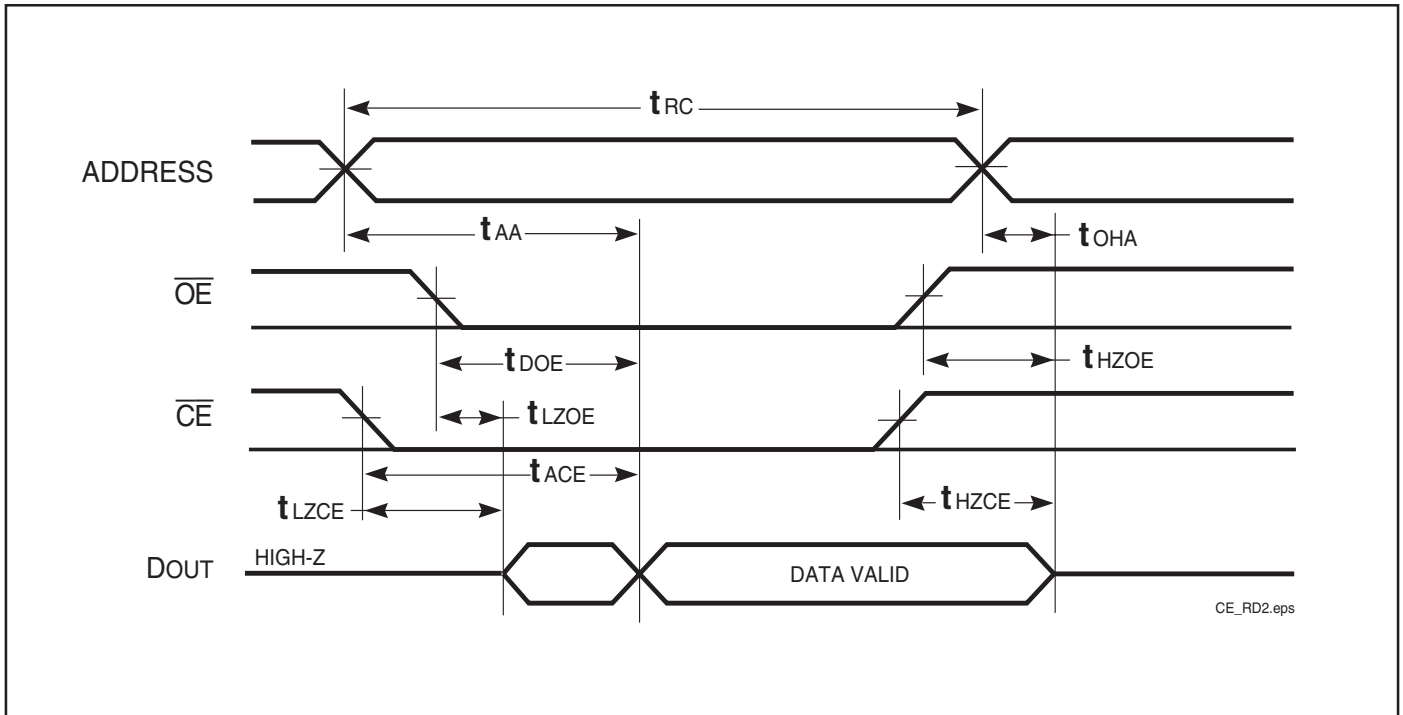 tRC
ADDRESS
tAA
tOHA
OE
tDOE
tHZOE
CE
tLZOE
tACE
tLZCE
tHZCE
DOUT
HIGH-Z
DATA VALID
CE_RD2.eps